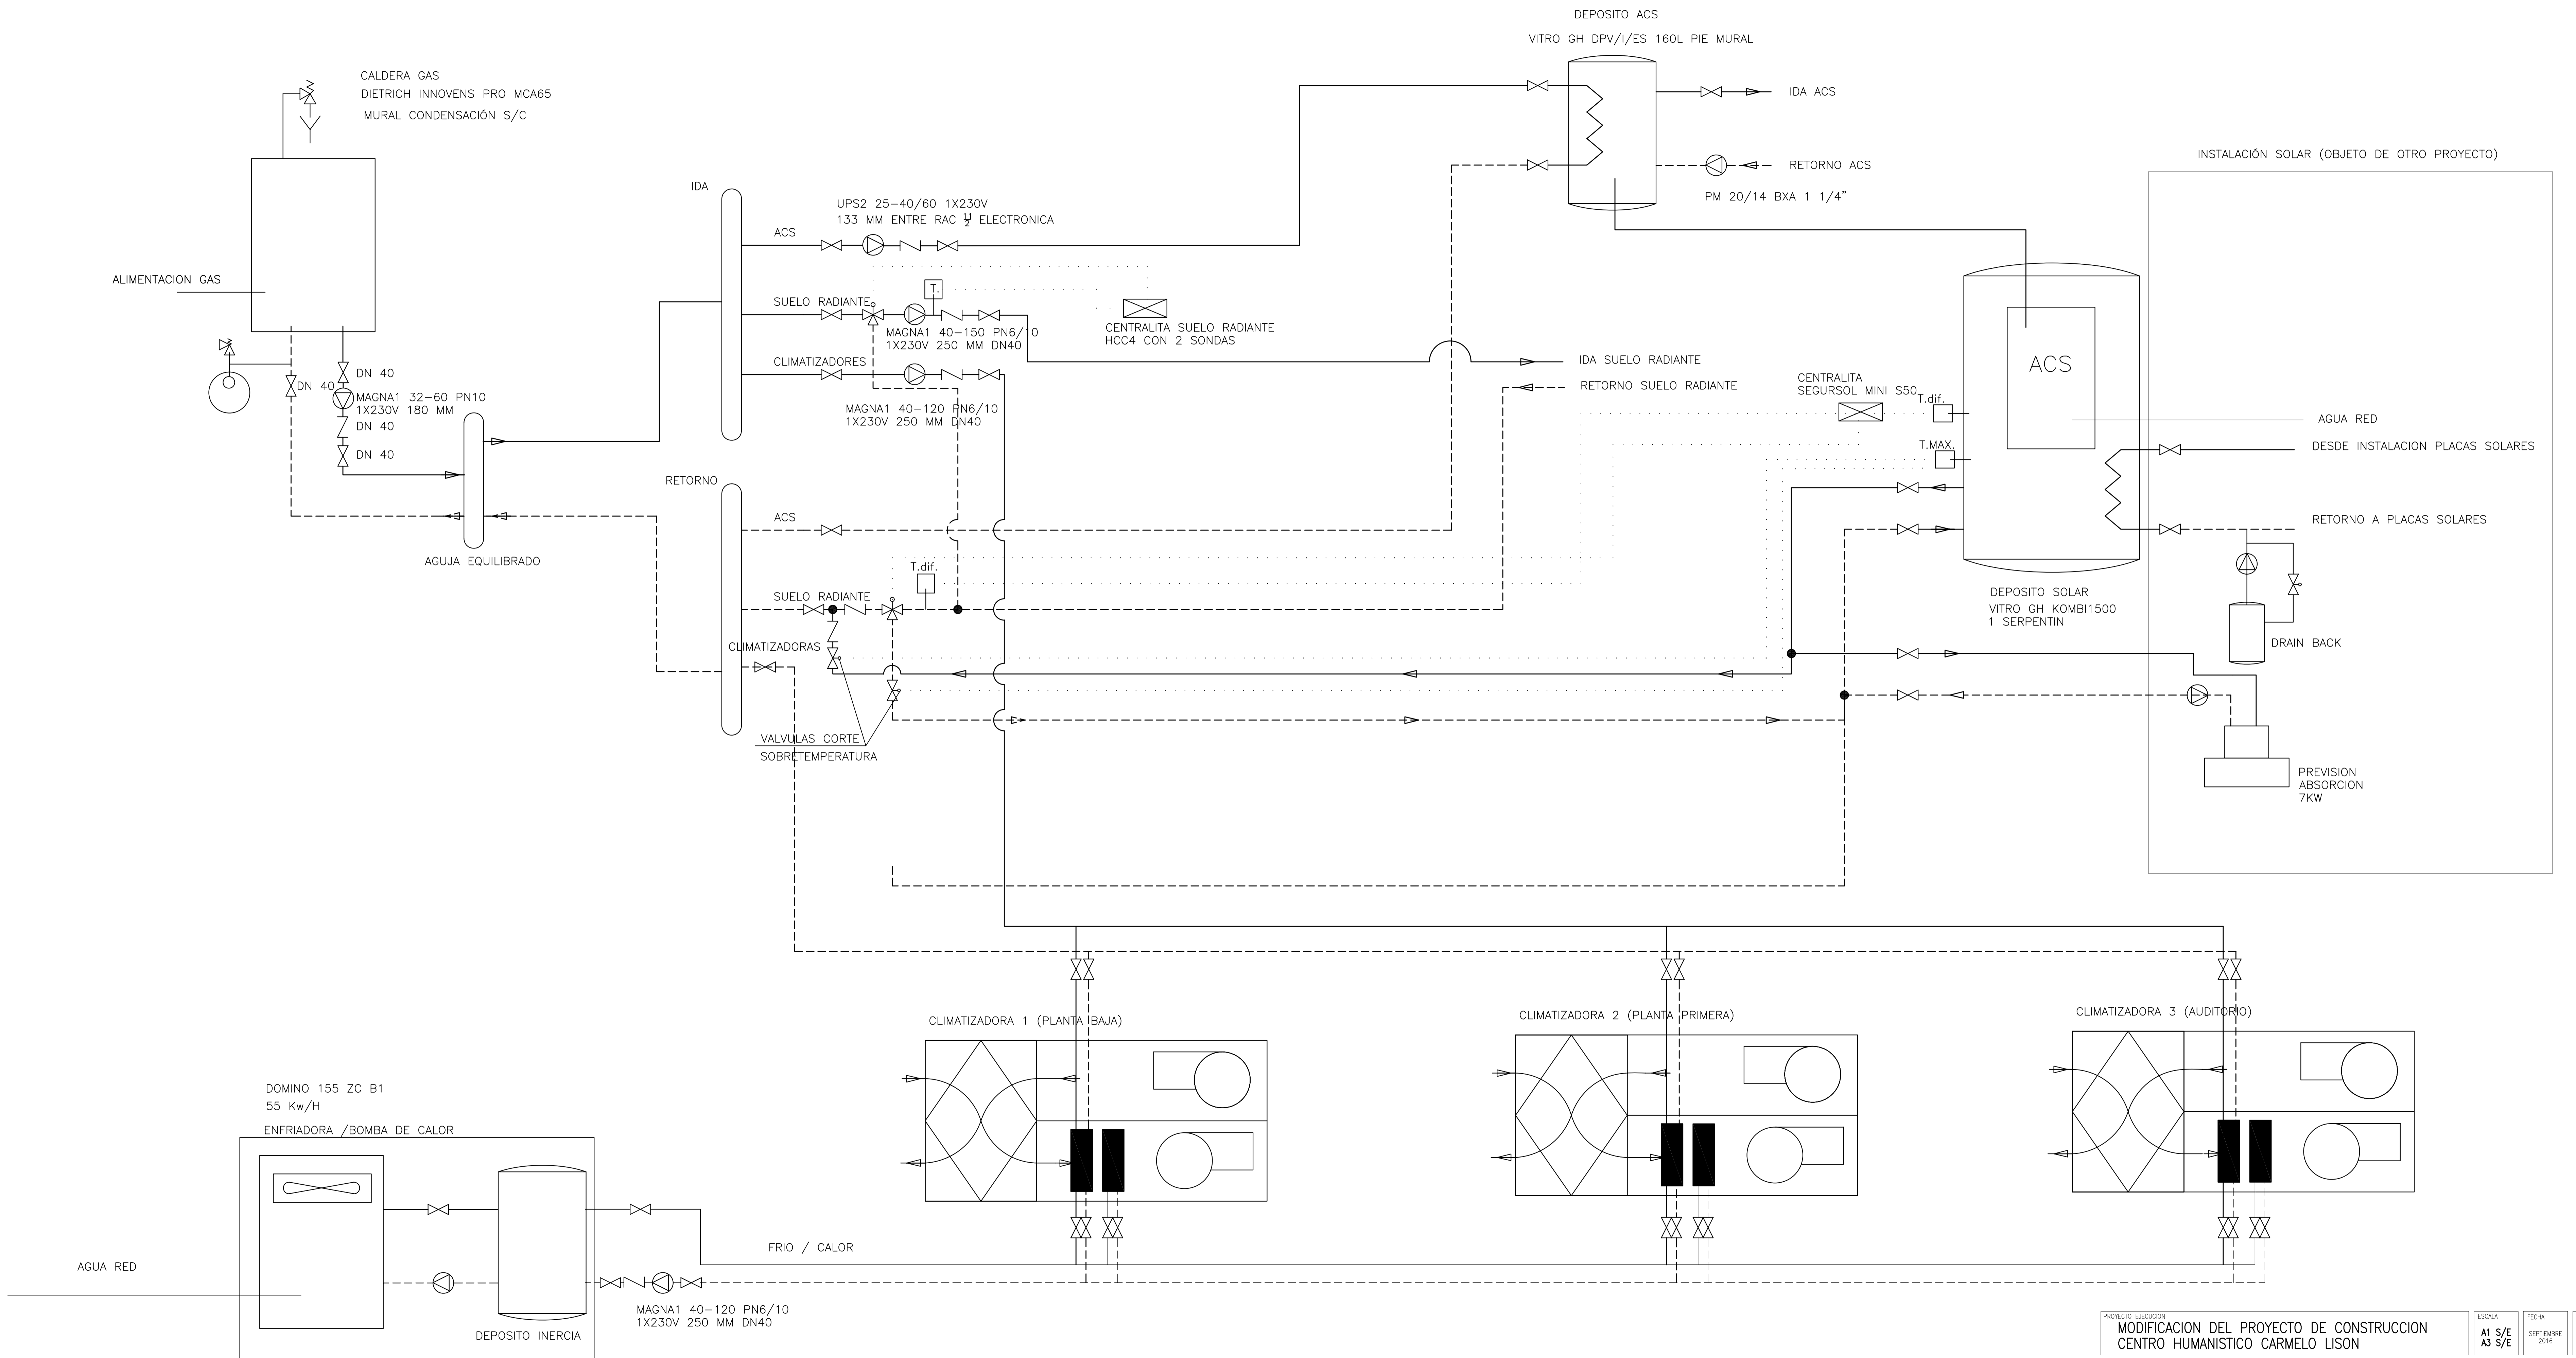 DEPOSITO ACS
VITRO GH DPV/I/ES 160L PIE MURAL
CALDERA GAS
DIETRICH INNOVENS PRO MCA65
MURAL CONDENSACIÓN S/C
IDA ACS
RETORNO ACS
PM 20/14 BXA 1 1/4"
INSTALACIÓN SOLAR (OBJETO DE OTRO PROYECTO)
IDA
UPS2 25-40/60 1X230V
133 MM ENTRE RAC 11/2 ELECTRONICA
ACS
ALIMENTACION GAS
T.
SUELO RADIANTE
MAGNA1 40-150 PN6/10
1X230V 250 MM DN40
CENTRALITA SUELO RADIANTE
HCC4 CON 2 SONDAS
CLIMATIZADORES
IDA SUELO RADIANTE
RETORNO SUELO RADIANTE
MAGNA1 40-120 PN6/10
1X230V 250 MM DN40
DN 40
DN 40
MAGNA1 32-60 PN10
1X230V 180 MM
DN 40
DN 40
CENTRALITA
SEGURSOL MINI S50
T.dif.
T.MAX.
ACS
AGUA RED
DESDE INSTALACION PLACAS SOLARES
RETORNO A PLACAS SOLARES
RETORNO
ACS
AGUJA EQUILIBRADO
T.dif.
SUELO RADIANTE
CLIMATIZADORAS
DEPOSITO SOLAR
VITRO GH KOMBI1500
1 SERPENTIN
DRAIN BACK
VALVULAS CORTE
SOBRETEMPERATURA
PREVISION
ABSORCION
7KW
CLIMATIZADORA 1 (PLANTA BAJA)
CLIMATIZADORA 2 (PLANTA PRIMERA)
CLIMATIZADORA 3 (AUDITORIO)
DOMINO 155 ZC B1
55 Kw/H
ENFRIADORA /BOMBA DE CALOR
FRIO / CALOR
AGUA RED
MAGNA1 40-120 PN6/10
1X230V 250 MM DN40
DEPOSITO INERCIA
PROYECTO EJECUCION
MODIFICACION DEL PROYECTO DE CONSTRUCCION
CENTRO HUMANISTICO CARMELO LISON
ESCALA
A1 S/E
A3 S/E
FECHA
SEPTIEMBRE
2016